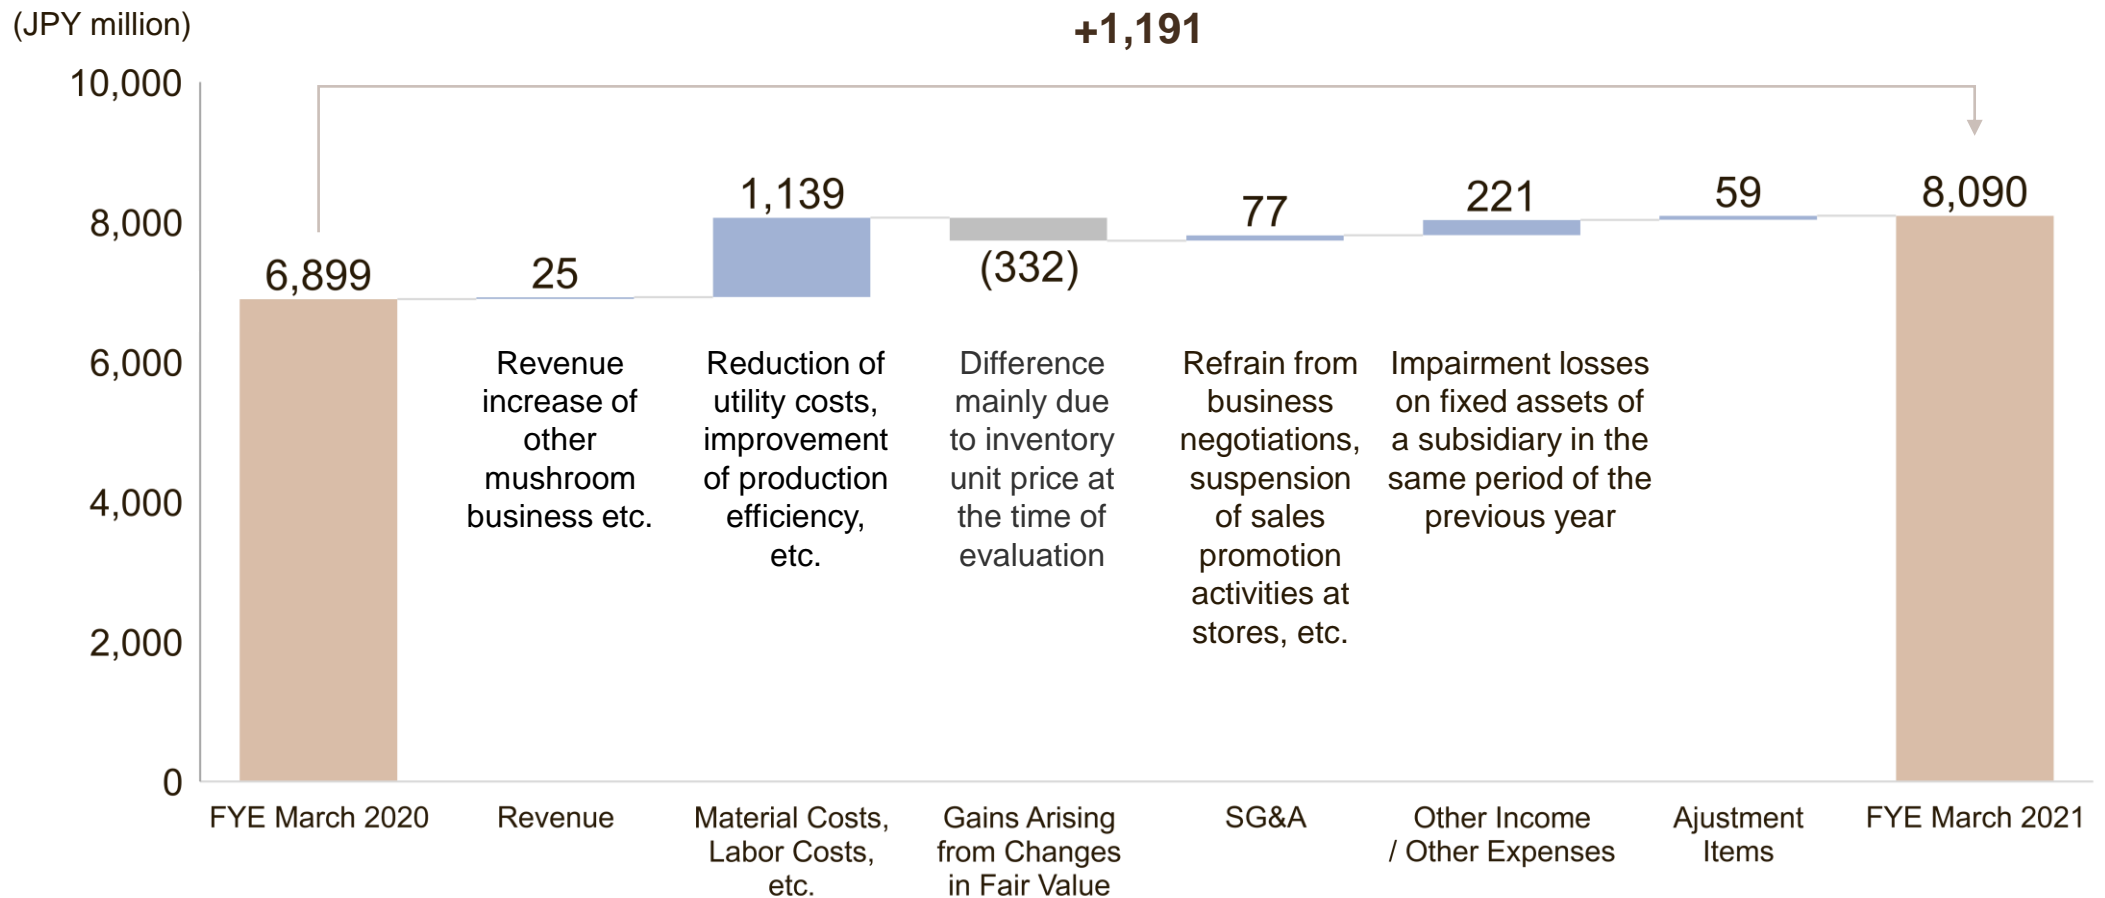 (JPY million)
+1,191
10,000
8,000
6,000
4,000
2,000
0
6,899
25
1,139
(332)
77
221
59
8,090
Revenue
increase of
other
mushroom
business etc.
Reduction of
utility costs,
improvement
of production
efficiency,
etc.
Difference
mainly due
to inventory
unit price at
the time of
evaluation
Refrain from
business
negotiations,
suspension
of sales
promotion
activities at
stores, etc.
Impairment losses
on fixed assets of
a subsidiary in the
same period of the
previous year
FYE March 2020
Revenue
Material Costs,
Labor Costs,
etc.
Gains Arising
from Changes
in Fair Value
SG&A
Other Income
/ Other Expenses
Ajustment
Items
FYE March 2021